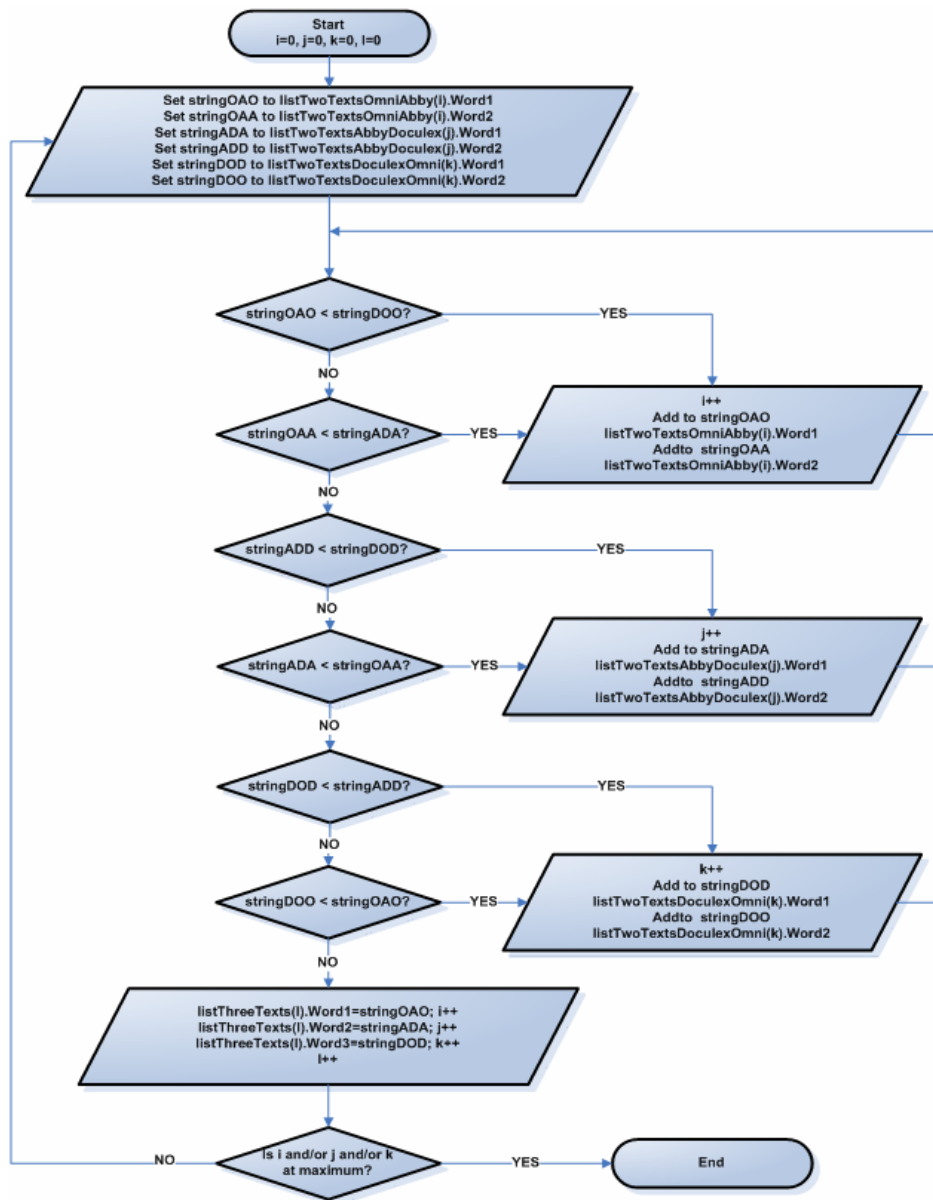 Start
i=0, j=0, k=0, l=0
Set stringOAO to listTwoTextsOmniAbby(i).Word1
Set stringOAA to listTwoTextsOmniAbby(i).Word2
Set stringADA to listTwoTextsAbbyDoculex(j).Word1
Set stringADD to listTwoTextsAbbyDoculex(j).Word2
Set stringDOD to listTwoTextsDoculexOmni(k).Word1
Set stringDOO to listTwoTextsDoculexOmni(k).Word2
stringOAO < stringDOO?
YES
NO
i++
Add to stringOAO
listTwoTextsOmniAbby(i).Word1
Addto stringOAA
listTwoTextsOmniAbby(i).Word2
stringOAA < stringADA?
YES
NO
stringADD < stringDOD?
YES
NO
j++
Add to stringADA
listTwoTextsAbbyDoculex(j).Word1
Addto stringADD
listTwoTextsAbbyDoculex(j).Word2
stringADA < stringOAA?
YES
NO
stringDOD < stringADD?
YES
NO
k++
Add to stringDOD
listTwoTextsDoculexOmni(k).Word1
Addto stringDOO
listTwoTextsDoculexOmni(k).Word2
stringDOO < stringOAO?
YES
NO
listThreeTexts(l).Word1=stringOAO; i++
listThreeTexts(l).Word2=stringADA; j++
listThreeTexts(l).Word3=stringDOD; k++
l++
Is i and/or j and/or k
at maximum?
NO
YES
End